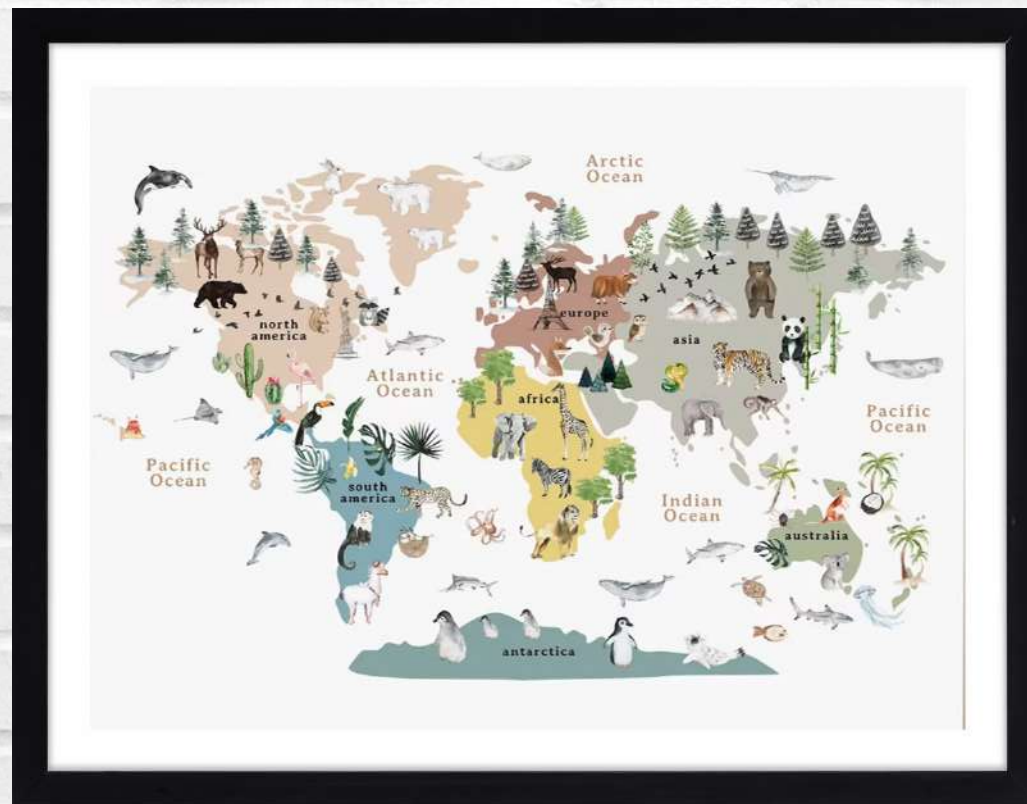 Arctic
Ocean
north
america
europe
asia
Atlantic
Ocean
africa
Pacific
Ocean
Pacific
Ocean
south
america
Indian
Ocean
australia
antarctica